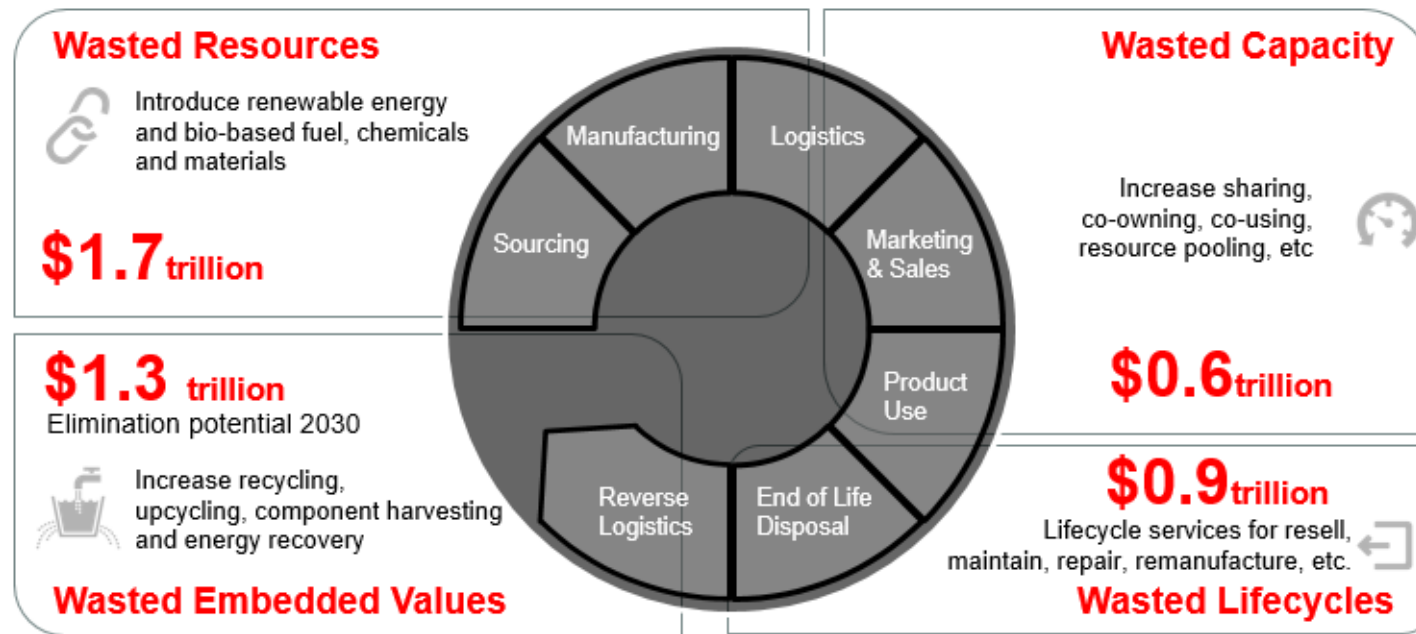 Wasted Resources
Introduce renewable energy
and bio-based fuel, chemicals
and materials
$1.7 trillion
Wasted Capacity
Increase sharing,
co-owning, co-using,
resource pooling, etc
$0.6 trillion
Manufacturing
Logistics
Sourcing
Marketing
& Sales
Product
Use
Reverse
Logistics
End of Life
Disposal
$1.3 trillion
Elimination potential 2030
Increase recycling,
upcycling, component harvesting
and energy recovery
Wasted Embedded Values
$0.9 trillion
Lifecycle services for resell,
maintain, repair, remanufacture, etc.
Wasted Lifecycles